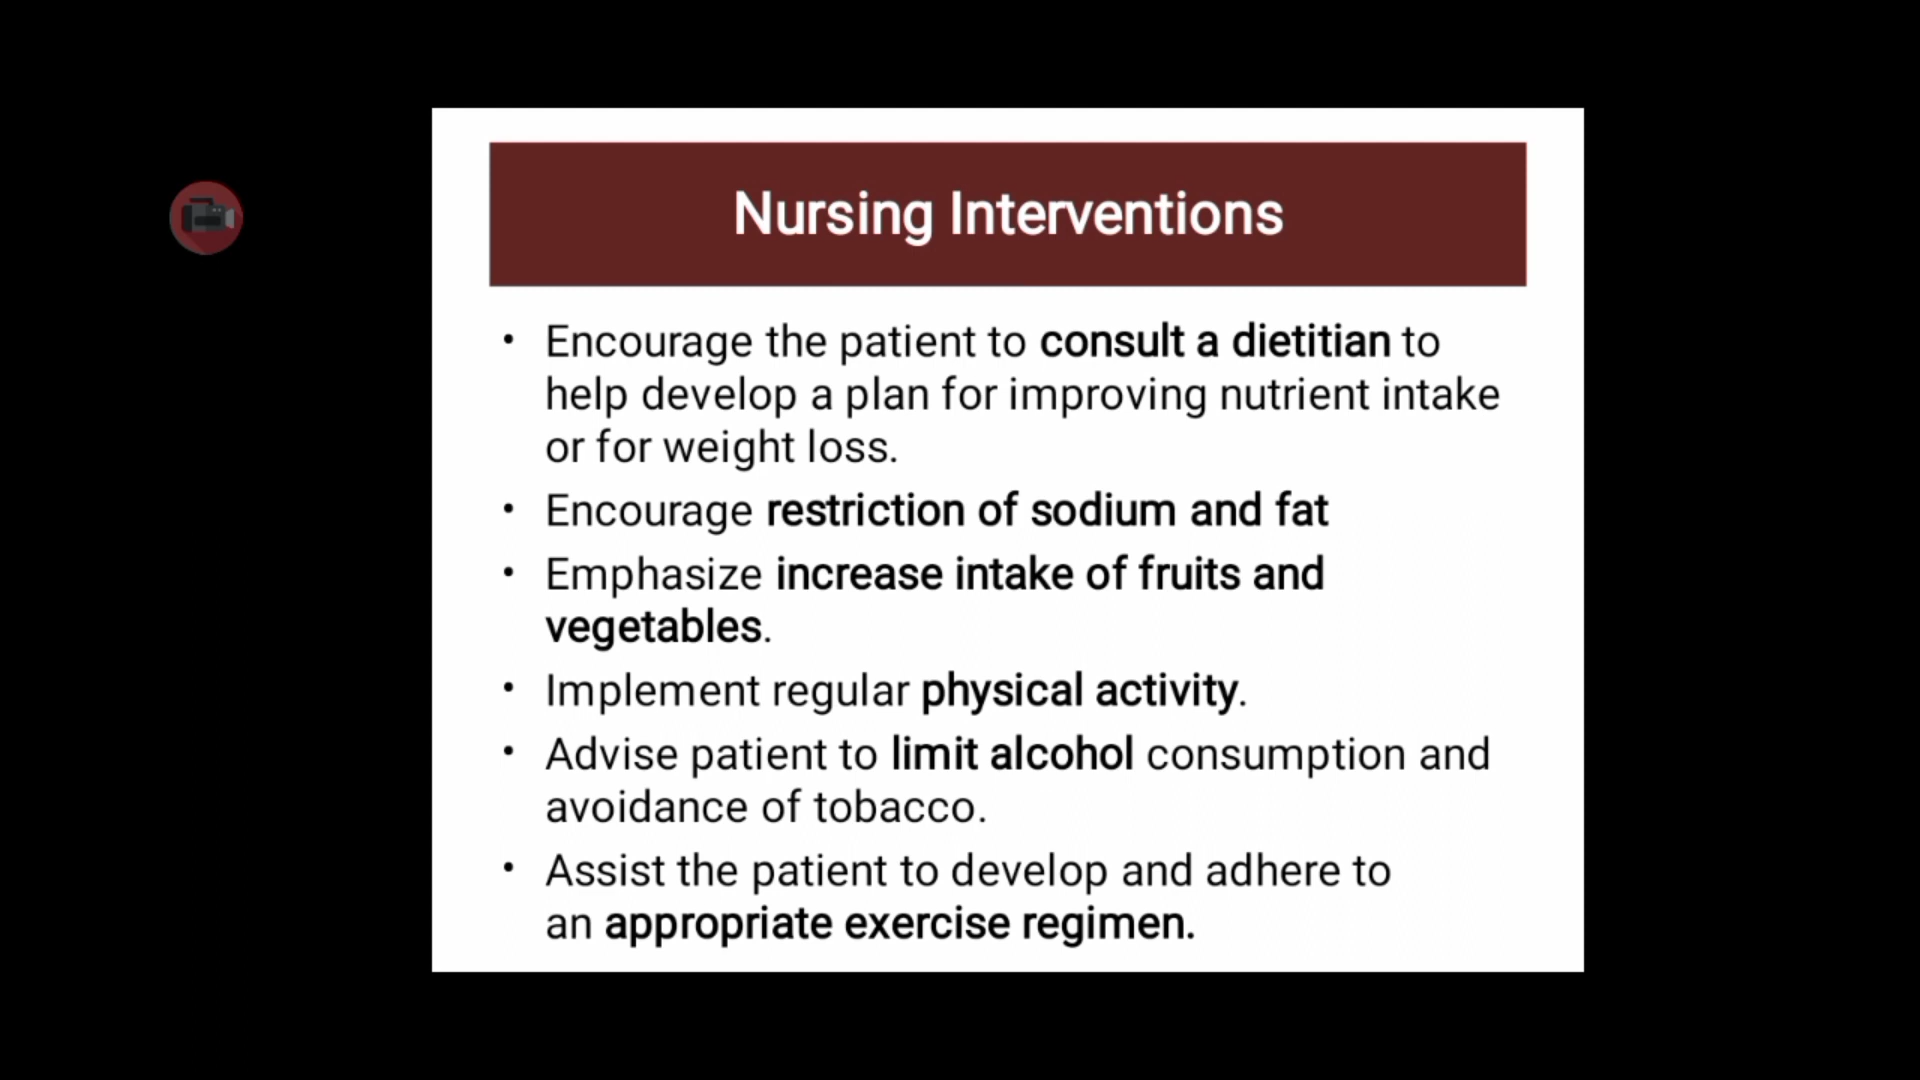 Nursing Interventions
• Encourage the patient to consult a dietitian to
help develop a plan for improving nutrient intake
or for weight loss.
• Encourage restriction of sodium and fat
• Emphasize increase intake of fruits and
vegetables.
• Implement regular physical activity.
• Advise patient to limit alcohol consumption and
avoidance of tobacco.
• Assist the patient to develop and adhere to
an appropriate exercise regimen.